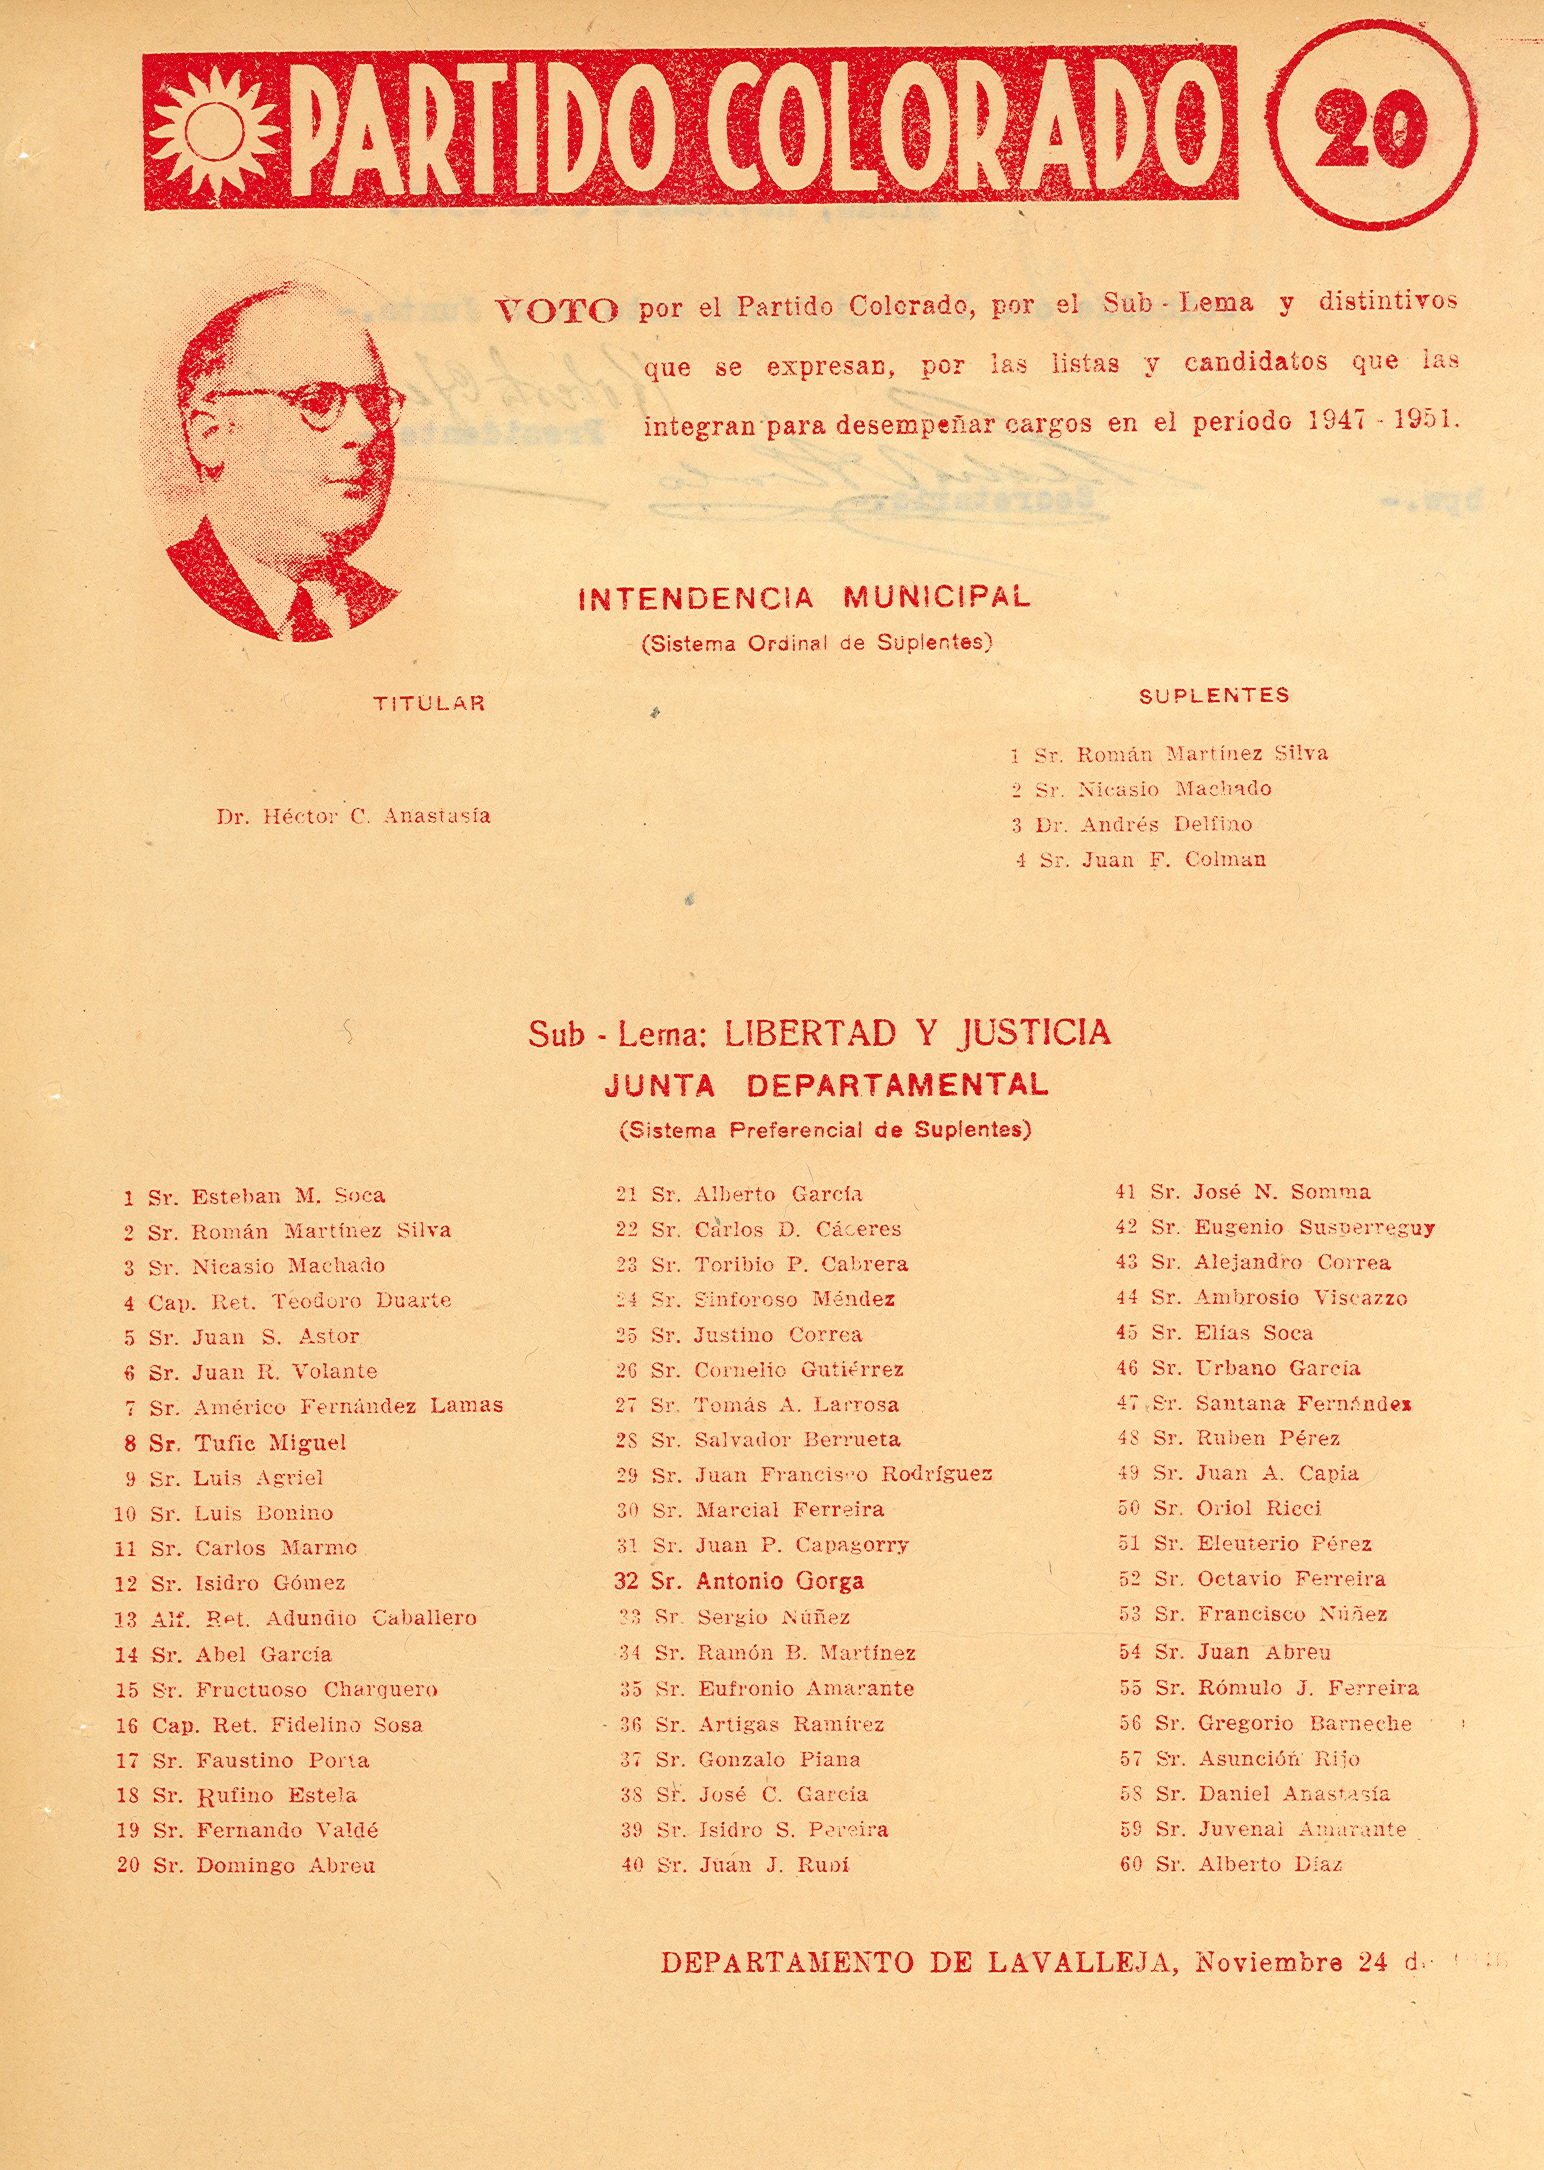 PARTIDO COLORADO
20
VOTO por el Partido Colorado, por el Sub - Lema y distintivos
que se expresan, por las listas y candidatos que las
integran para desempeñar cargos en el período 1947 - 1951.
INTENDENCIA MUNICIPAL
(Sistema Ordinal de Suplentes)
TITULAR
Dr. Héctor C. Anastasía
SUPLENTES
1 Sr. Román Martínez Silva
2 Sr. Nicasio Machado
3 Dr. Andrés Delfino
4 Sr. Juan F. Colman
Sub - Lema: LIBERTAD Y JUSTICIA
JUNTA DEPARTAMENTAL
(Sistema Preferencial de Suplentes)
1 Sr. Esteban M. Soca
2 Sr. Román Martínez Silva
3 Sr. Nicasio Machado
4 Cap. Ret. Teodoro Duarte
5 Sr. Juan S. Astor
6 Sr. Juan R. Volante
7 Sr. Américo Fernández Lamas
8 Sr. Tufic Miguel
9 Sr. Luis Agriel
10 Sr. Luis Bonino
11 Sr. Carlos Marmo
12 Sr. Isidro Gómez
13 Alf. Ret. Adundio Caballero
14 Sr. Abel García
15 Sr. Fructuoso Charquero
16 Cap. Ret. Fidelino Sosa
17 Sr. Faustino Porta
18 Sr. Rufino Estela
19 Sr. Fernando Valdé
20 Sr. Domingo Abreu
21 Sr. Alberto García
22 Sr. Carlos D. Cáceres
23 Sr. Toribio P. Cabrera
24 Sr. Sinforoso Méndez
25 Sr. Justino Correa
26 Sr. Cornelio Gutiérrez
27 Sr. Tomás A. Larrosa
28 Sr. Salvador Berrueta
29 Sr. Juan Francisco Rodríguez
30 Sr. Marcial Ferreira
31 Sr. Juan P. Capagorry
32 Sr. Antonio Gorga
33 Sr. Sergio Núñez
34 Sr. Ramón B. Martínez
35 Sr. Eufronio Amarante
36 Sr. Artigas Ramírez
37 Sr. Gonzalo Piana
38 Sr. José C. García
39 Sr. Isidro S. Pereira
40 Sr. Juan J. Rubí
41 Sr. José N. Somma
42 Sr. Eugenio Susperreguy
43 Sr. Alejandro Correa
44 Sr. Ambrosio Viscazzo
45 Sr. Elías Soca
46 Sr. Urbano García
47 Sr. Santana Fernández
48 Sr. Ruben Pérez
49 Sr. Juan A. Capia
50 Sr. Oriol Ricci
51 Sr. Eleuterio Pérez
52 Sr. Octavio Ferreira
53 Sr. Francisco Núñez
54 Sr. Juan Abreu
55 Sr. Rómulo J. Ferreira
56 Sr. Gregorio Barneche
57 Sr. Asunción Rijo
58 Sr. Daniel Anastasía
59 Sr. Juvenal Amarante
60 Sr. Alberto Díaz
DEPARTAMENTO DE LAVALLEJA, Noviembre 24 de 1946